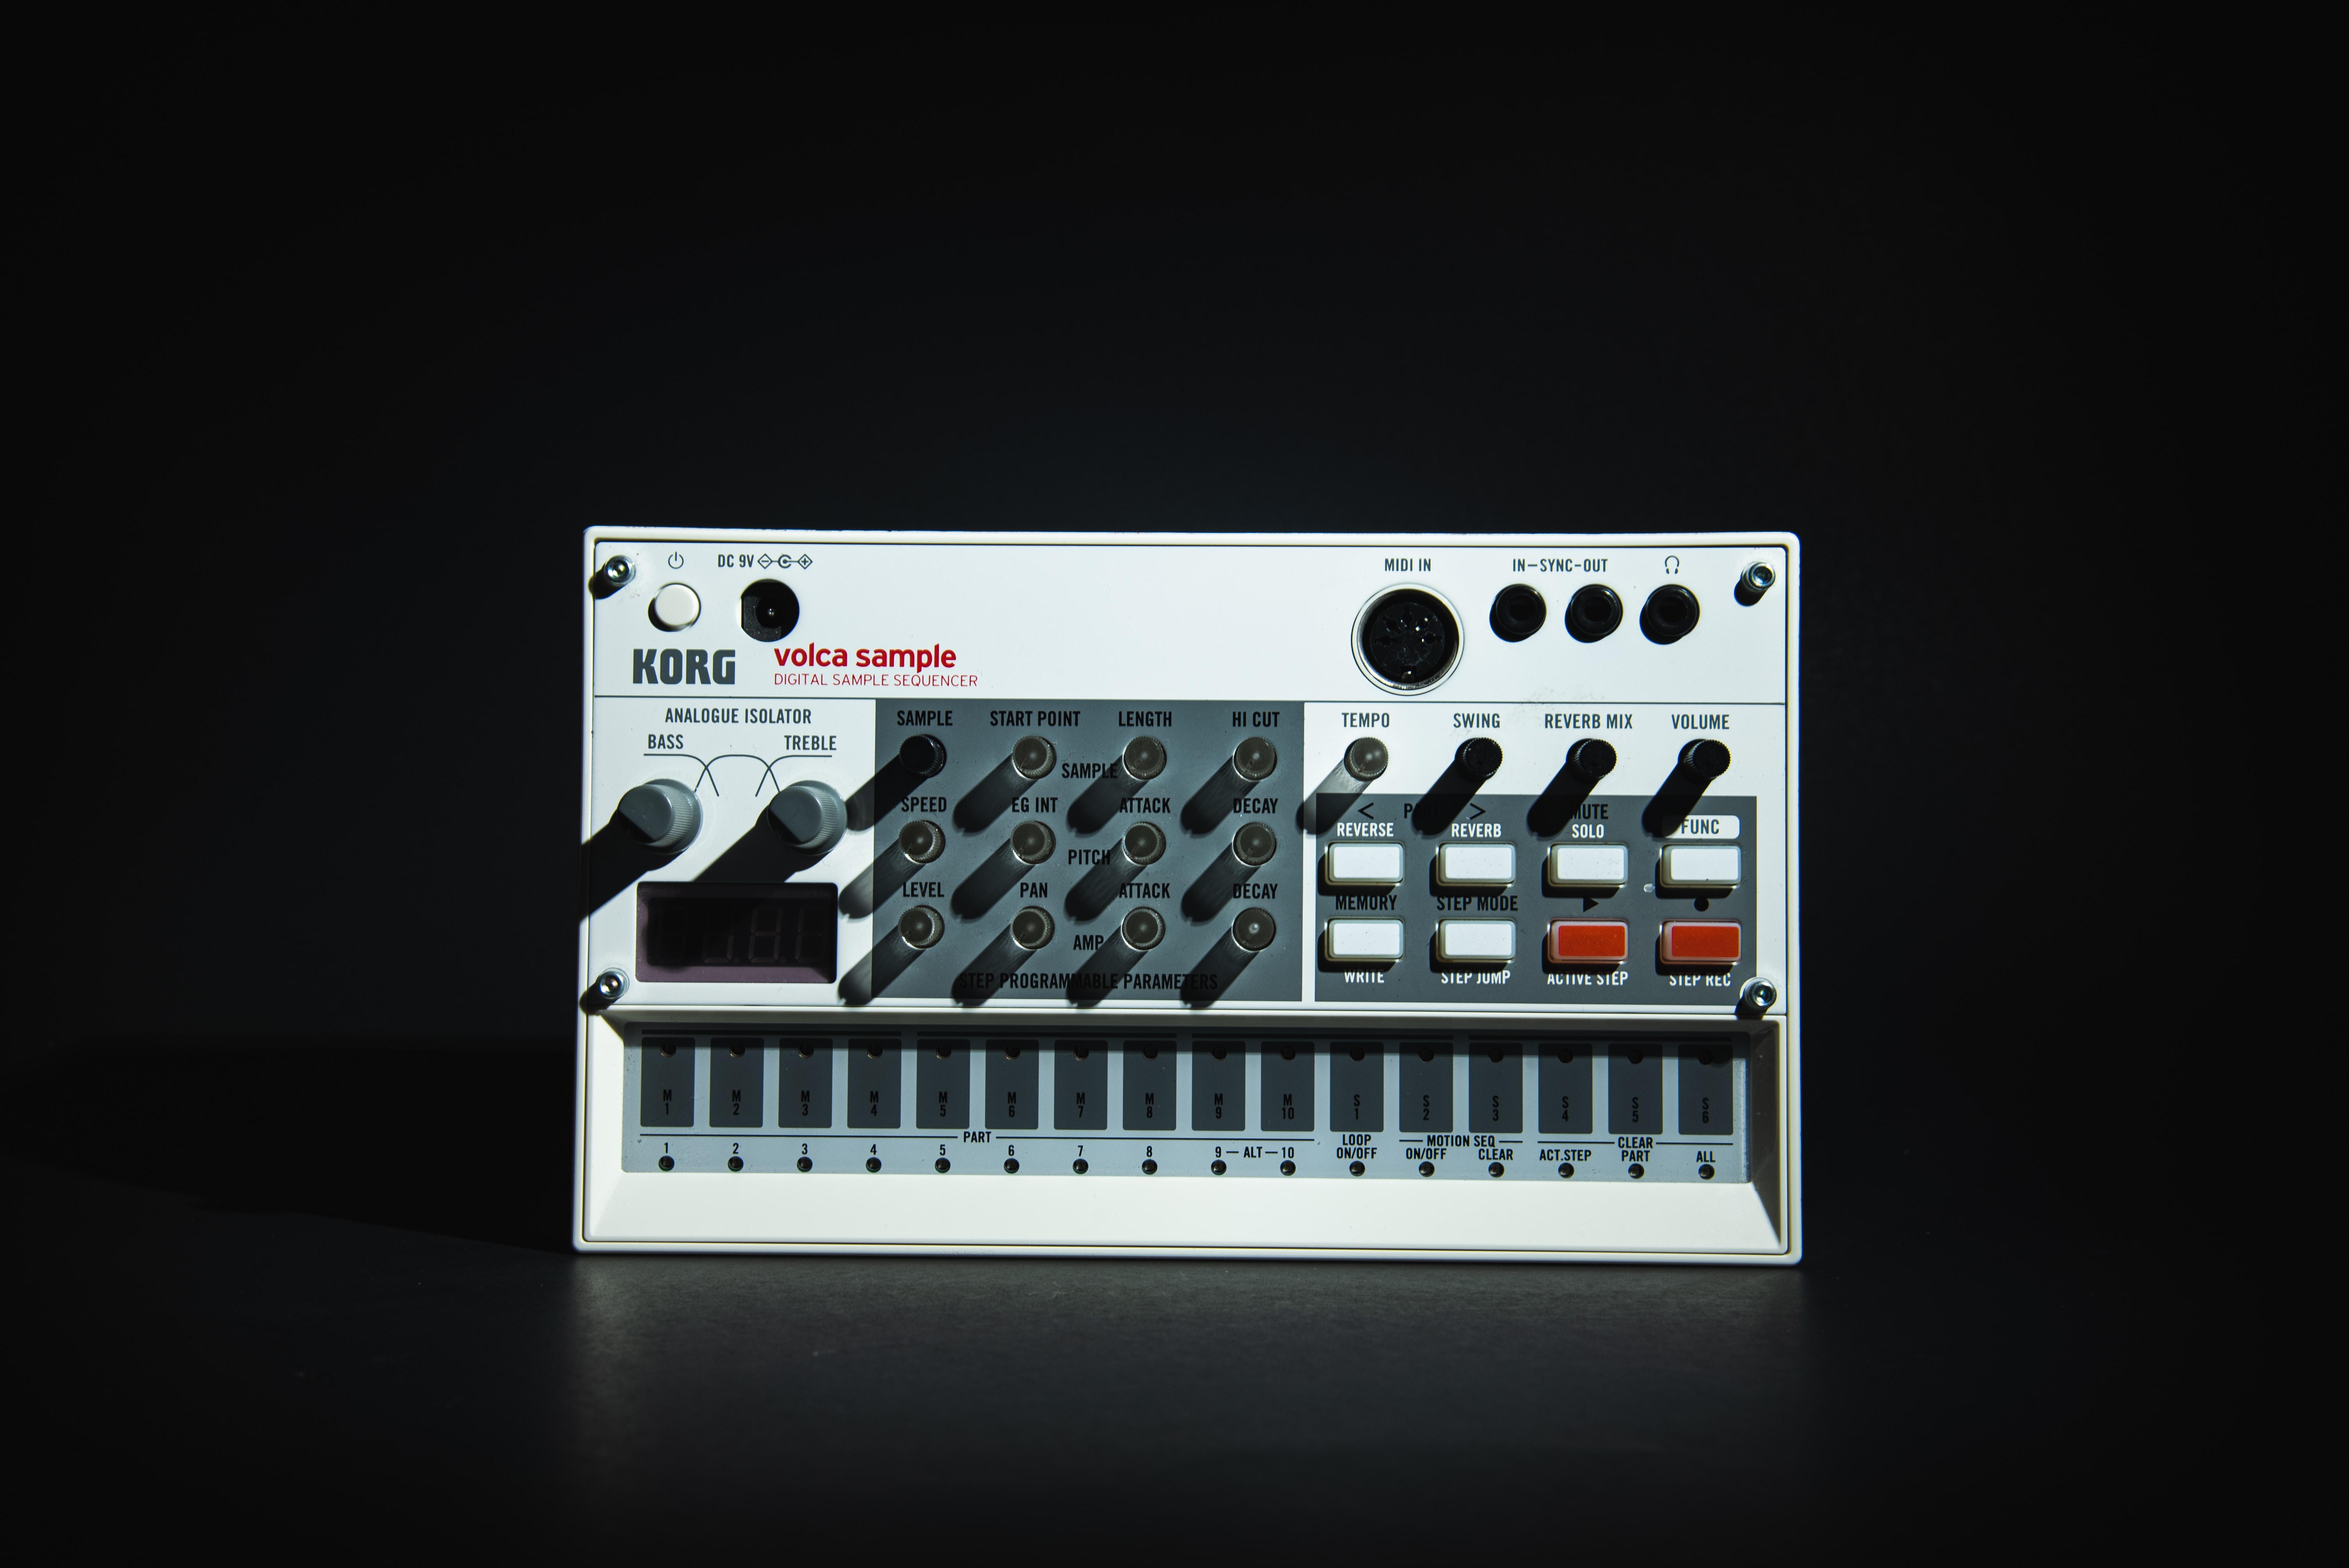 DC 9V
MIDI IN
IN-SYNC-OUT
KORG
volca sample
DIGITAL SAMPLE SEQUENCER
ANALOGUE ISOLATOR
BASS TREBLE
SAMPLE START POINT LENGTH HI CUT
SAMPLE
SPEED EG INT ATTACK DECAY
PITCH
LEVEL PAN ATTACK DECAY
AMP
STEP PROGRAMMABLE PARAMETERS
TEMPO SWING REVERB MIX VOLUME
< >
MUTE
REVERSE REVERB SOLO FUNC
MEMORY STEP MODE
WRITE STEP JUMP ACTIVE STEP STEP REC
M M M M M M M M M M S S S S S S
1 2 3 4 5 6 7 8 9 10 1 2 3 4 5 6
PART
1 2 3 4 5 6 7 8 9 — ALT — 10
LOOP
ON/OFF
MOTION SEQ
ON/OFF CLEAR
CLEAR
ACT.STEP PART ALL